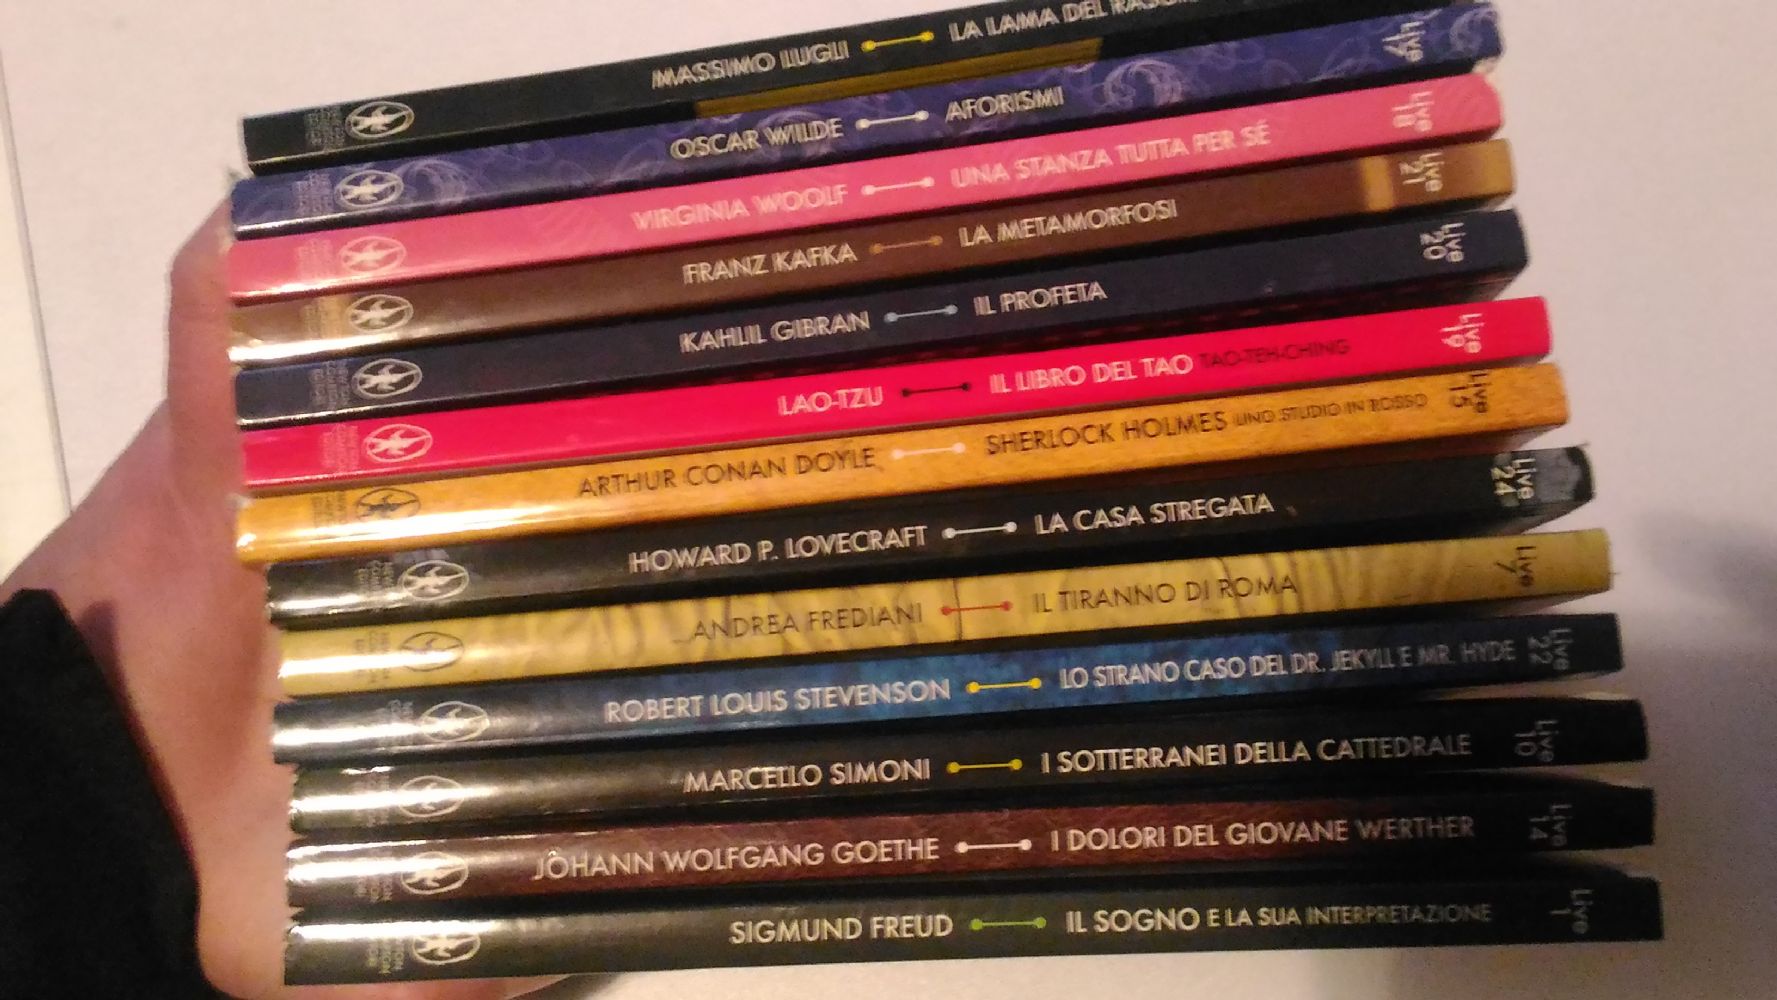 MASSIMO LUGLI LA LAMA DEL
OSCAR WILDE AFORISMI Live 17
VIRGINIA WOOLF UNA STANZA TUTTA PER SÉ Live 18
FRANZ KAFKA LA METAMORFOSI Live 21
KAHLIL GIBRAN IL PROFETA Live 20
LAO-TZU IL LIBRO DEL TAO TAO-TEH-CHING Live 19
ARTHUR CONAN DOYLE SHERLOCK HOLMES UNO STUDIO IN ROSSO Live 15
HOWARD P. LOVECRAFT LA CASA STREGATA Live 24
ANDREA FREDIANI IL TIRANNO DI ROMA Live 7
ROBERT LOUIS STEVENSON LO STRANO CASO DEL DR. JEKYLL E MR. HYDE Live 22
MARCELLO SIMONI I SOTTERRANEI DELLA CATTEDRALE Live 10
JOHANN WOLFGANG GOETHE I DOLORI DEL GIOVANE WERTHER Live 14
SIGMUND FREUD IL SOGNO E LA SUA INTERPRETAZIONE Live 1